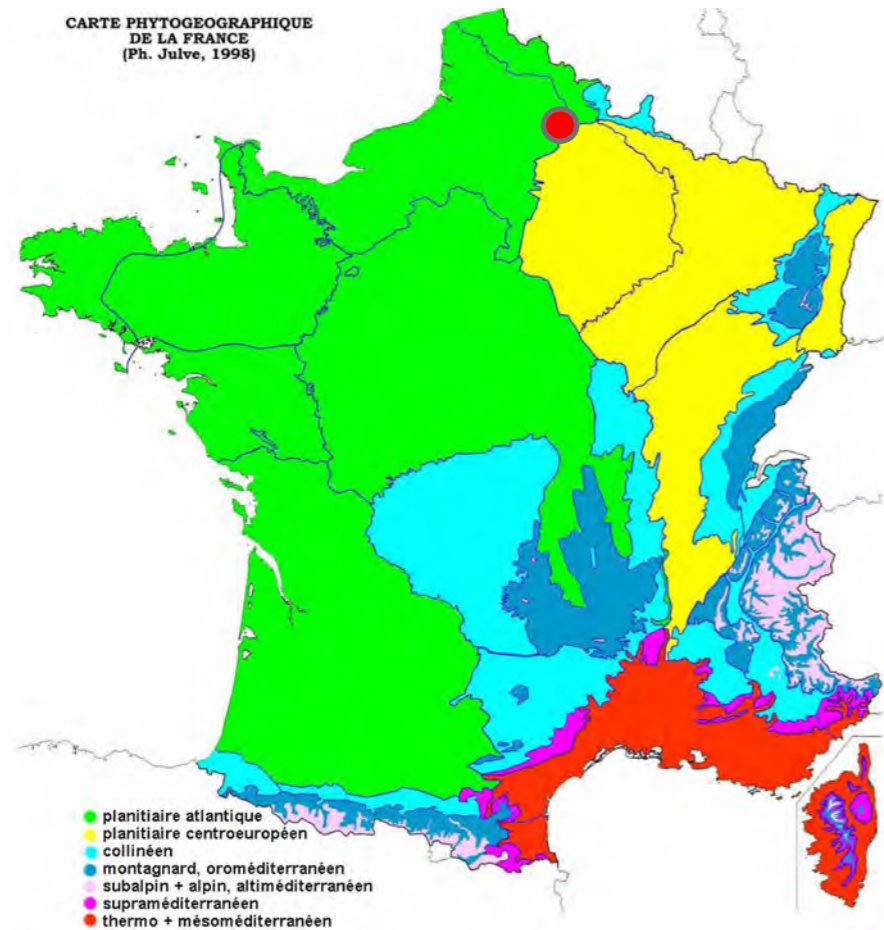 CARTE PHYTOGEOGRAPHIQUE
DE LA FRANCE
(Ph. Julve, 1998)
planitiaire atlantique
planitiaire centroeuropéen
collinéen
montagnard, oroméditerranéen
subalpin + alpin, altiméditerranéen
supraméditerranéen
thermo + mésoméditerranéen